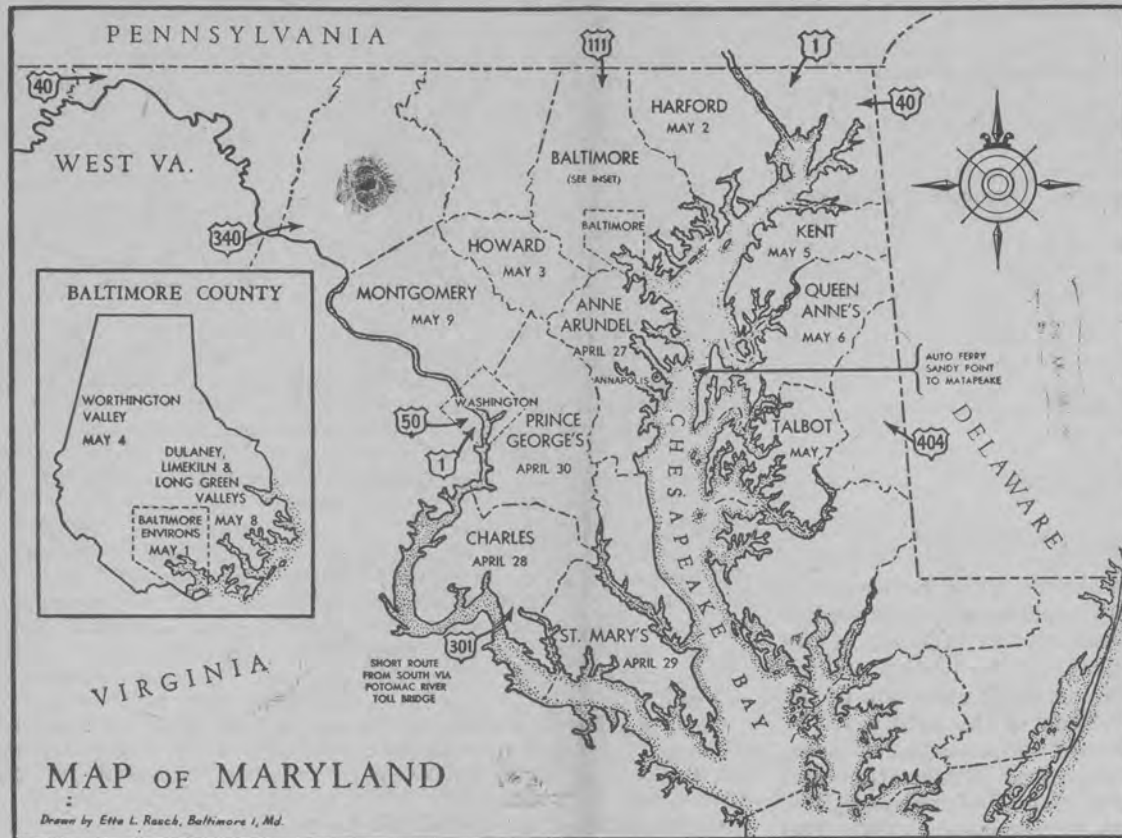 PENNSYLVANIA
40
111
1
40
HARFORD
MAY 2
WEST VA.
BALTIMORE
(SEE INSET)
340
BALTIMORE
HOWARD
MAY 3
KENT
MAY 5
MONTGOMERY
MAY 9
ANNE
ARUNDEL
APRIL 27
QUEEN
ANNE'S
MAY 6
ANNAPOLIS
AUTO FERRY
SANDY POINT
TO MATAPEAKE
BALTIMORE COUNTY
WORTHINGTON
VALLEY
MAY 4
DULANEY,
LIMEKILN &
LONG GREEN
VALLEYS
MAY 8
BALTIMORE
ENVIRONS
MAY 1
WASHINGTON
50
1
PRINCE
GEORGE'S
APRIL 30
TALBOT
MAY 7
404
DELAWARE
CHESAPEAKE BAY
CHARLES
APRIL 28
301
SHORT ROUTE
FROM SOUTH VIA
POTOMAC RIVER
TOLL BRIDGE
ST. MARY'S
APRIL 29
VIRGINIA
MAP OF MARYLAND
Drawn by Etta L. Rasch, Baltimore 1, Md.